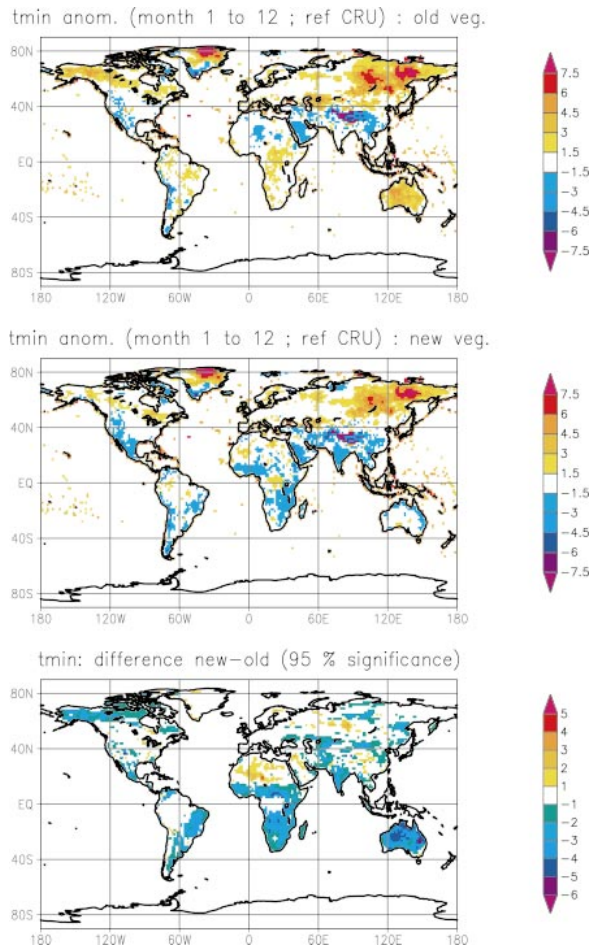 tmin anom. (month 1 to 12 ; ref CRU) : old veg.
80N
40N
EQ
40S
80S
180 120W 60W 0 60E 120E 180
7.5
6
4.5
3
1.5
−1.5
−3
−4.5
−6
−7.5
tmin anom. (month 1 to 12 ; ref CRU) : new veg.
80N
40N
EQ
40S
80S
180 120W 60W 0 60E 120E 180
7.5
6
4.5
3
1.5
−1.5
−3
−4.5
−6
−7.5
tmin: difference new−old (95 % significance)
80N
40N
EQ
40S
80S
180 120W 60W 0 60E 120E 180
5
4
3
2
1
−1
−2
−3
−4
−5
−6